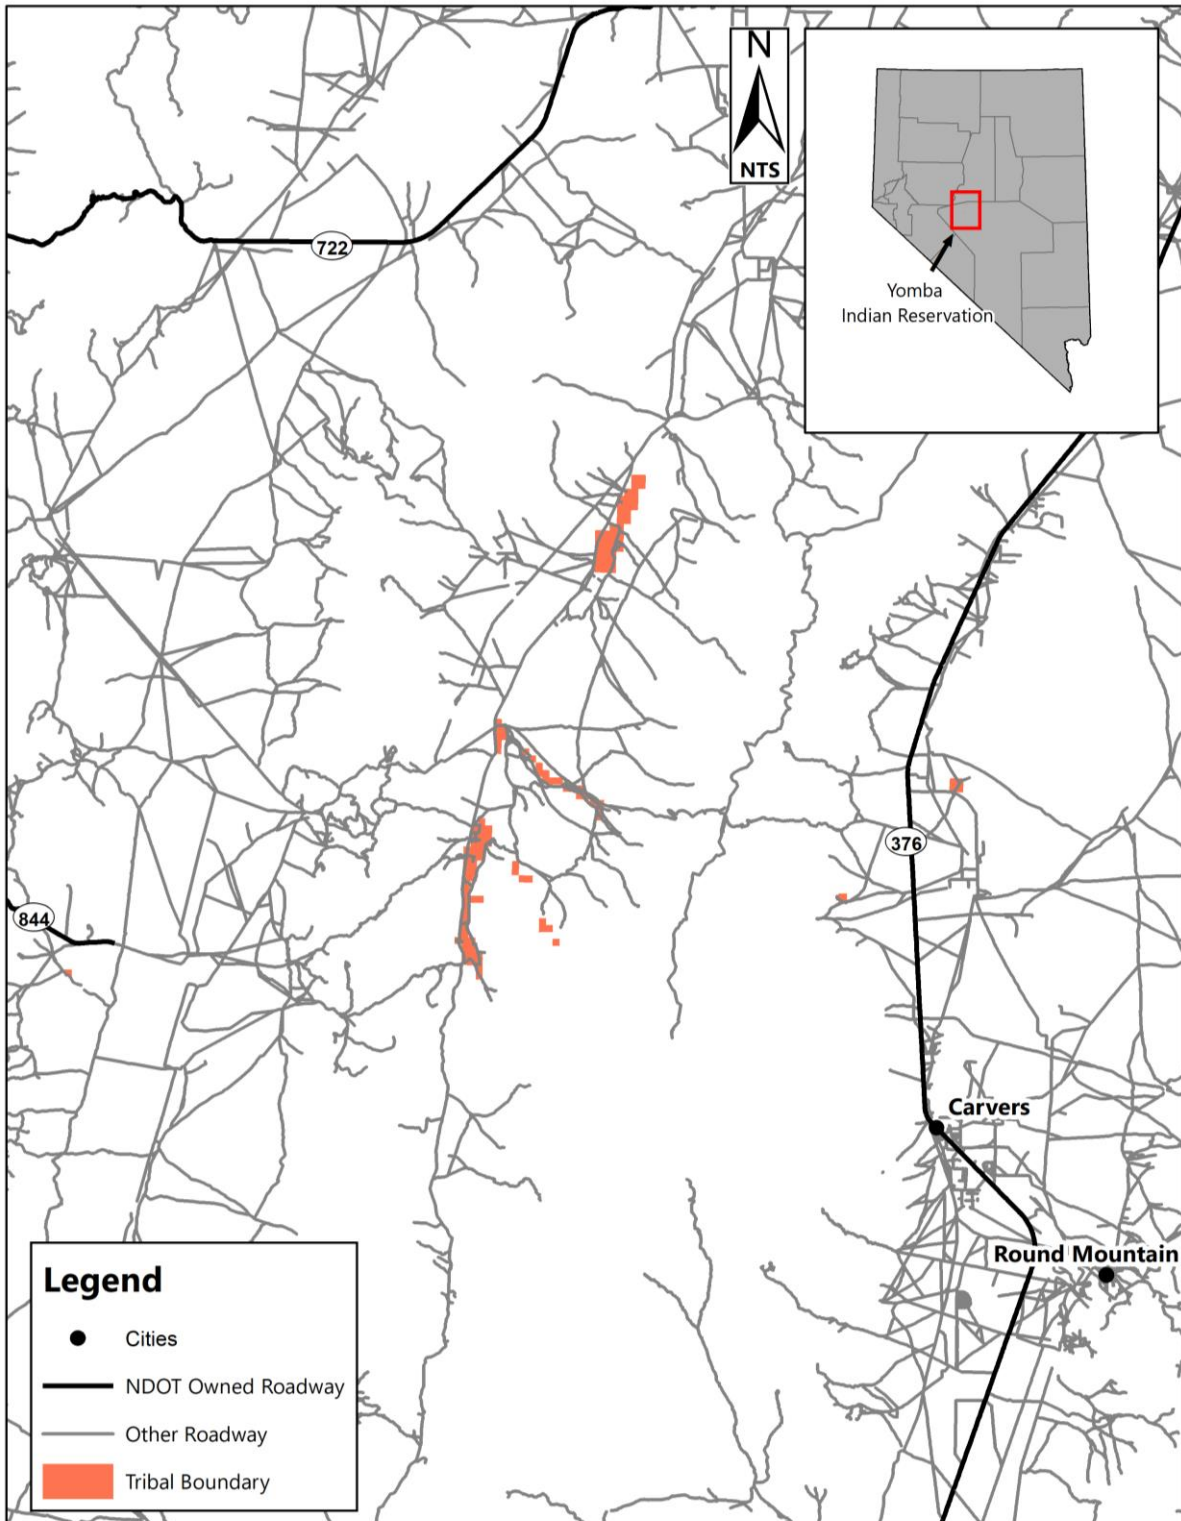 N
NTS
Yomba
Indian Reservation
722
376
844
Carvers
Round Mountain
Legend
Cities
NDOT Owned Roadway
Other Roadway
Tribal Boundary